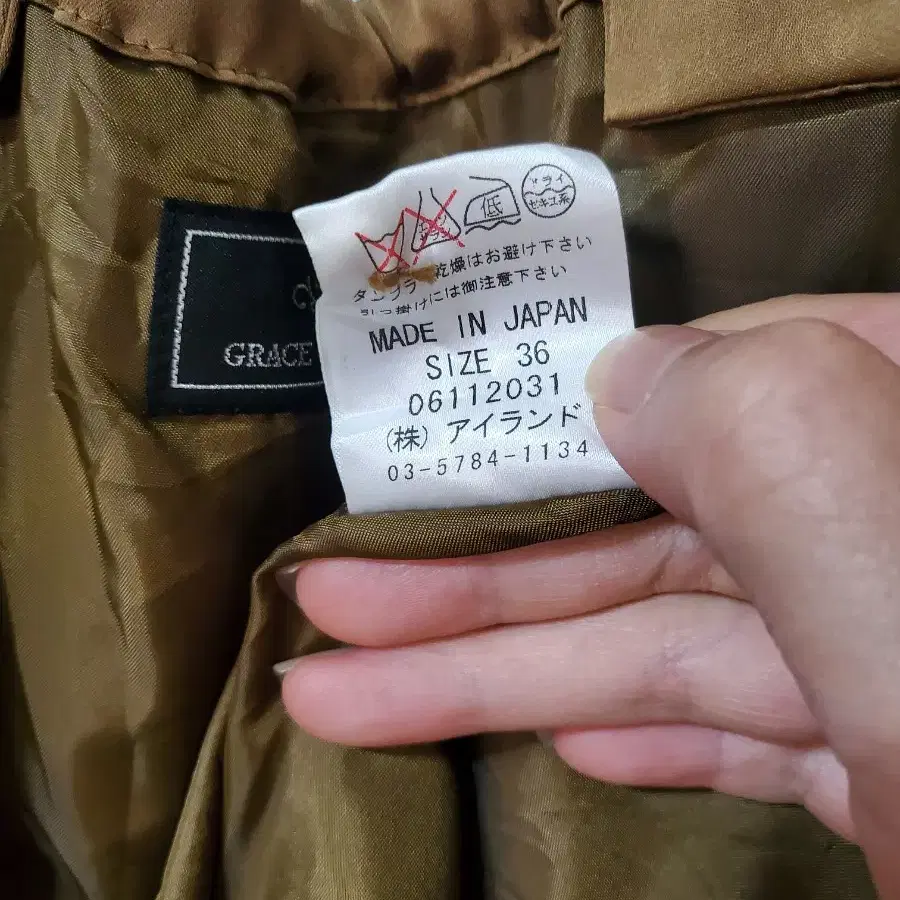 低
ドライ
セキユ系
タンブラー乾燥はお避け下さい
引っ掛けには御注意下さい
MADE IN JAPAN
SIZE 36
06112031
(株) アイランド
03-5784-1134
GRACE